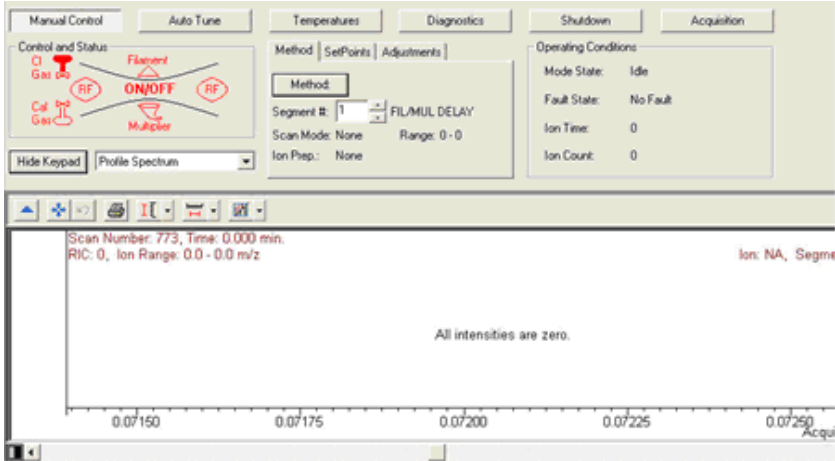 Manual Control Auto Tune Temperatures Diagnostics Shutdown Acquisition
Control and Status
CI
Gas
Filament
RF ON/OFF RF
Cal
Gas
Multiplier
Hide Keypad Profile Spectrum
Method SetPoints Adjustments
Method
Segment #: 1 FIL/MUL DELAY
Scan Mode: None Range: 0 - 0
Ion Prep.: None
Operating Conditions
Mode State: Idle
Fault State: No Fault
Ion Time: 0
Ion Count: 0
Scan Number: 773, Time: 0.000 min.
RIC: 0, Ion Range: 0.0 - 0.0 m/z
Ion: NA, Segme
All intensities are zero.
0.07150 0.07175 0.07200 0.07225 0.07250
Acqui